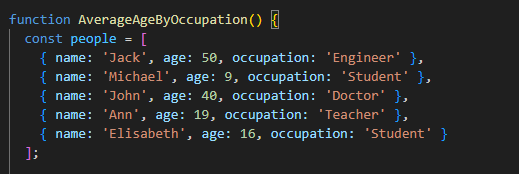 function AverageAgeByOccupation() {
const people = [
{ name: 'Jack', age: 50, occupation: 'Engineer' },
{ name: 'Michael', age: 9, occupation: 'Student' },
{ name: 'John', age: 40, occupation: 'Doctor' },
{ name: 'Ann', age: 19, occupation: 'Teacher' },
{ name: 'Elisabeth', age: 16, occupation: 'Student' }
];